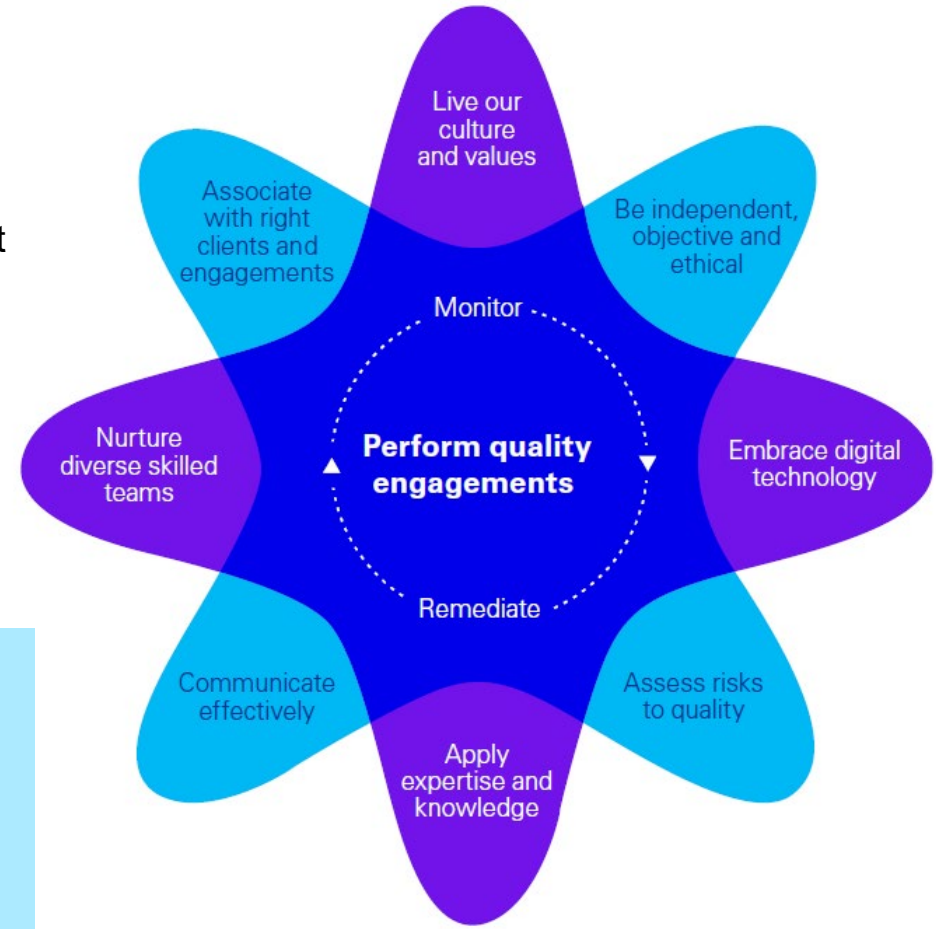 Live our
culture
and values
Be independent,
objective and
ethical
Embrace digital
technology
Assess risks
to quality
Apply
expertise and
knowledge
Communicate
effectively
Nurture
diverse skilled
teams
Associate
with right
clients and
engagements
Monitor
Perform quality
engagements
Remediate
t